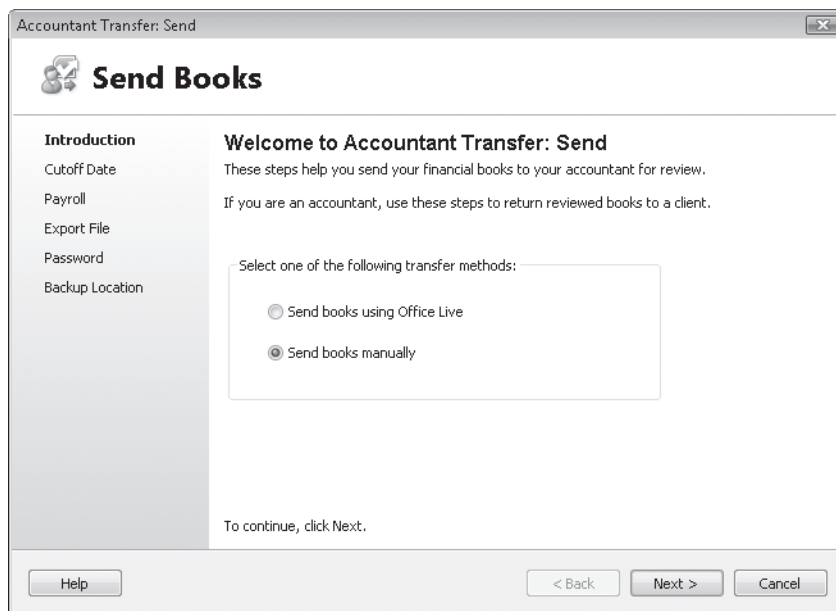 Accountant Transfer: Send
Send Books
Introduction
Cutoff Date
Payroll
Export File
Password
Backup Location
Welcome to Accountant Transfer: Send
These steps help you send your financial books to your accountant for review.
If you are an accountant, use these steps to return reviewed books to a client.
Select one of the following transfer methods:
Send books using Office Live
Send books manually
To continue, click Next.
Help
< Back
Next >
Cancel